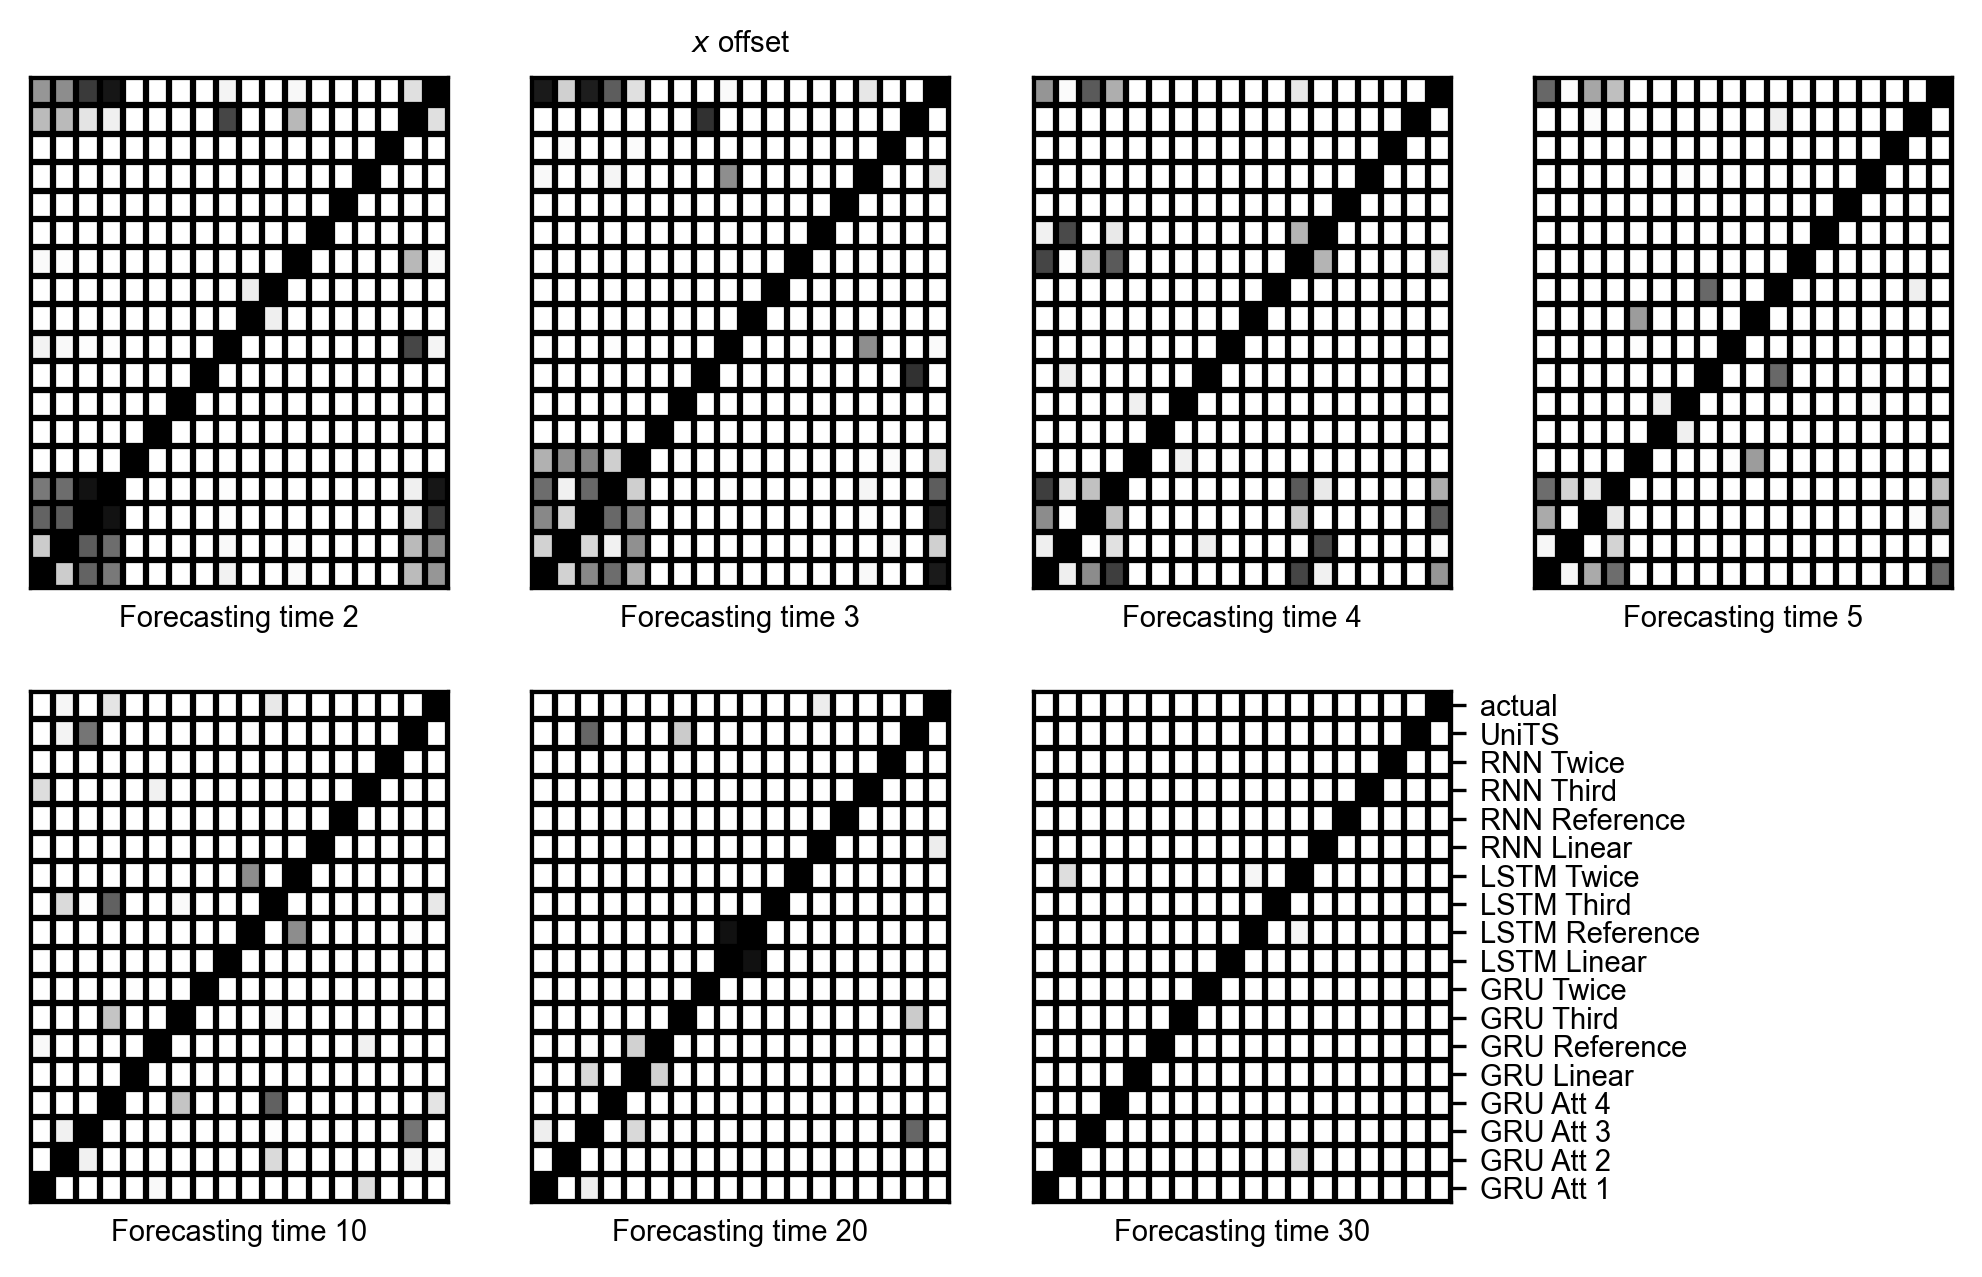 x offset
Forecasting time 2
Forecasting time 3
Forecasting time 4
Forecasting time 5
actual
UniTS
RNN Twice
RNN Third
RNN Reference
RNN Linear
LSTM Twice
LSTM Third
LSTM Reference
LSTM Linear
GRU Twice
GRU Third
GRU Reference
GRU Linear
GRU Att 4
GRU Att 3
GRU Att 2
GRU Att 1
Forecasting time 10
Forecasting time 20
Forecasting time 30